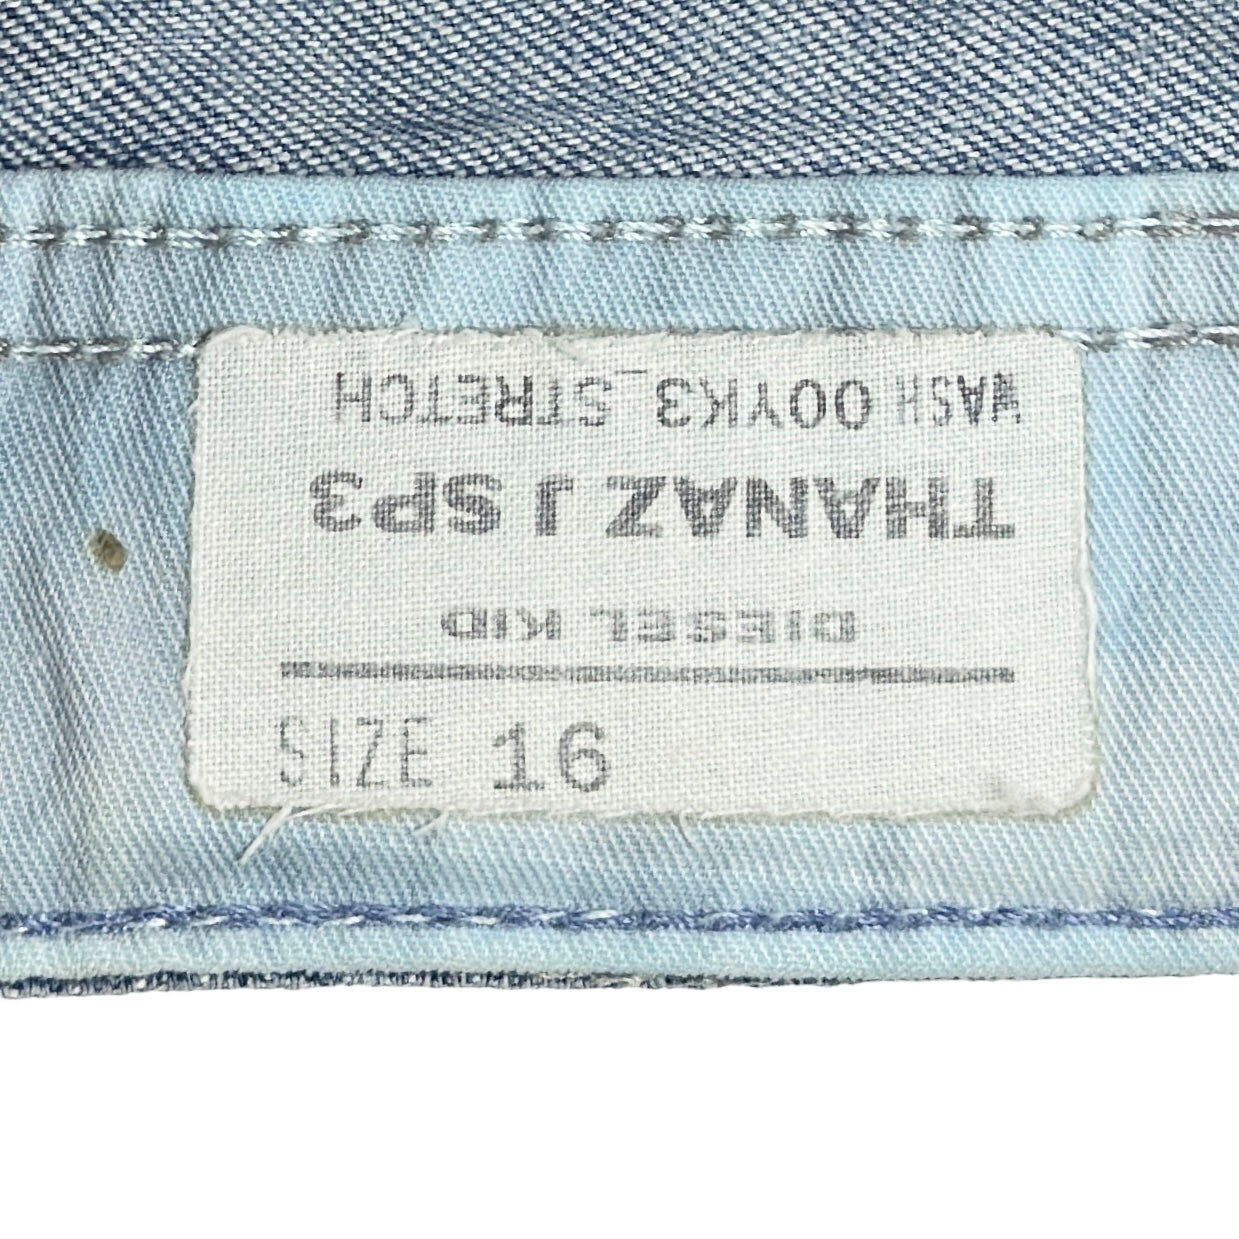 WASH 00YK3_STRETCH
THANAZ J SP3
DIESEL KID
SIZE 16